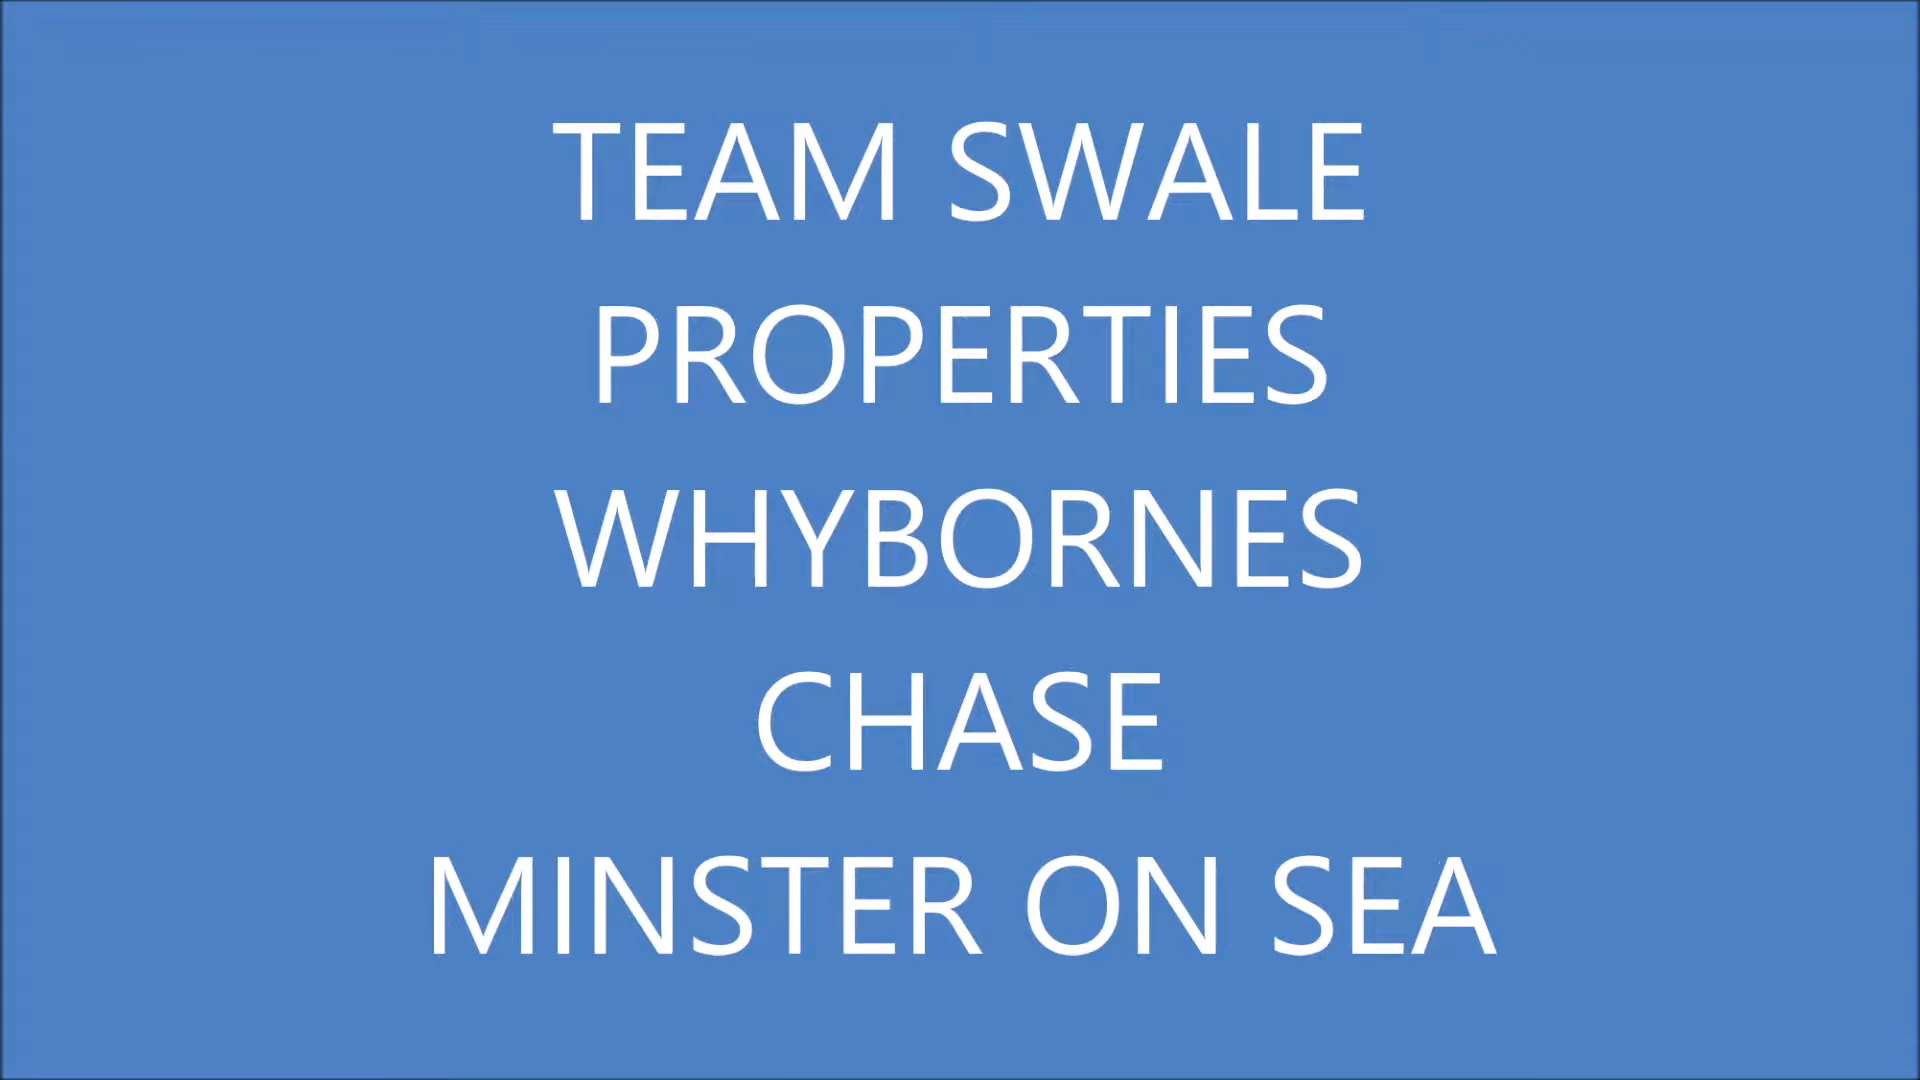 TEAM SWALE
PROPERTIES
WHYBORNES
CHASE
MINSTER ON SEA